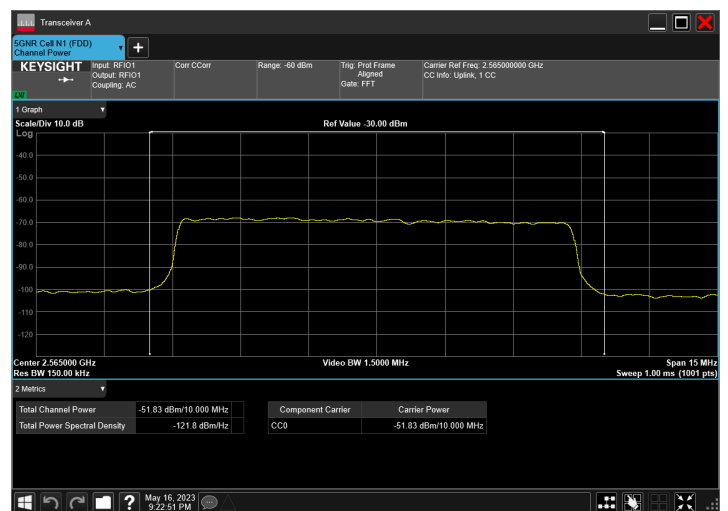 Transceiver A
5GNR Cell N1 (FDD)
Channel Power
KEYSIGHT
LXI
Input: RFIO1
Output: RFIO1
Coupling: AC
Corr CCorr
Range: -60 dBm
Trig: Prot Frame
Aligned
Gate: FFT
Carrier Ref Freq: 2.565000000 GHz
CC Info: Uplink, 1 CC
1 Graph
Scale/Div 10.0 dB
Ref Value -30.00 dBm
Log
-40.0
-50.0
-60.0
-70.0
-80.0
-90.0
-100
-110
-120
Center 2.565000 GHz
Video BW 1.5000 MHz
Span 15 MHz
Res BW 150.00 kHz
Sweep 1.00 ms (1001 pts)
2 Metrics
Total Channel Power -51.83 dBm/10.000 MHz
Total Power Spectral Density -121.8 dBm/Hz
Component Carrier Carrier Power
CC0 -51.83 dBm/10.000 MHz
?
May 16, 2023
9:22:51 PM